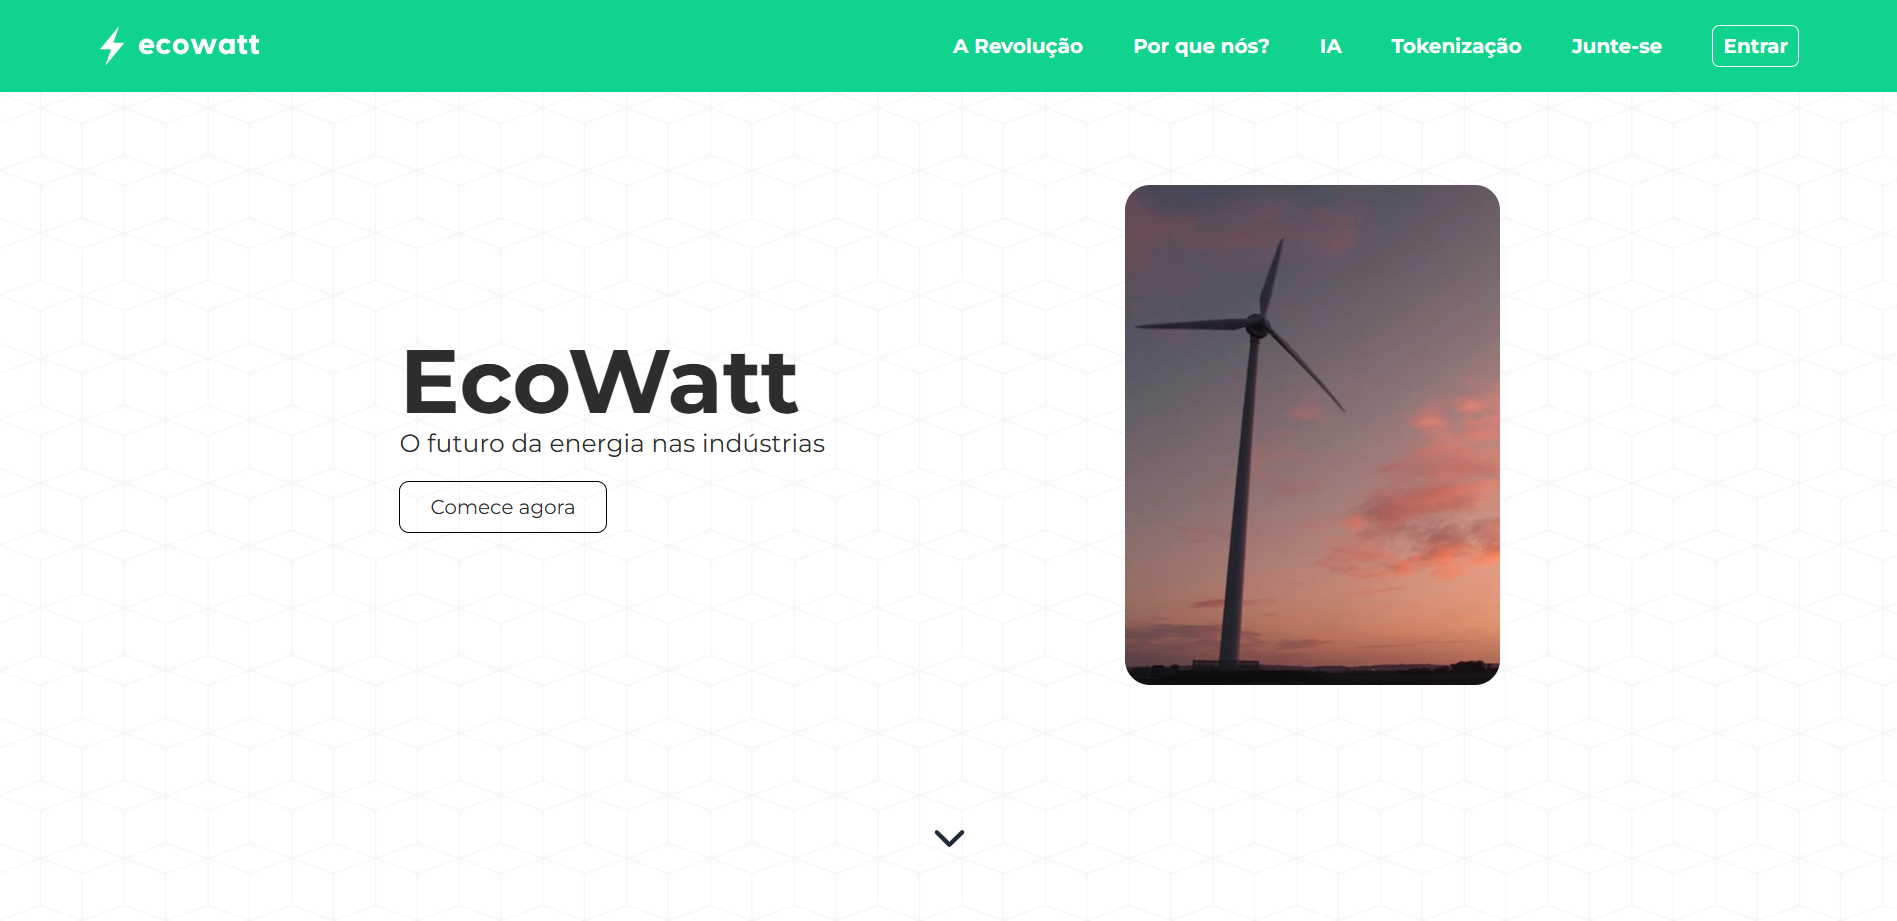 ecowatt
A Revolução Por que nós? IA Tokenização Junte-se Entrar
EcoWatt
O futuro da energia nas indústrias
Comece agora